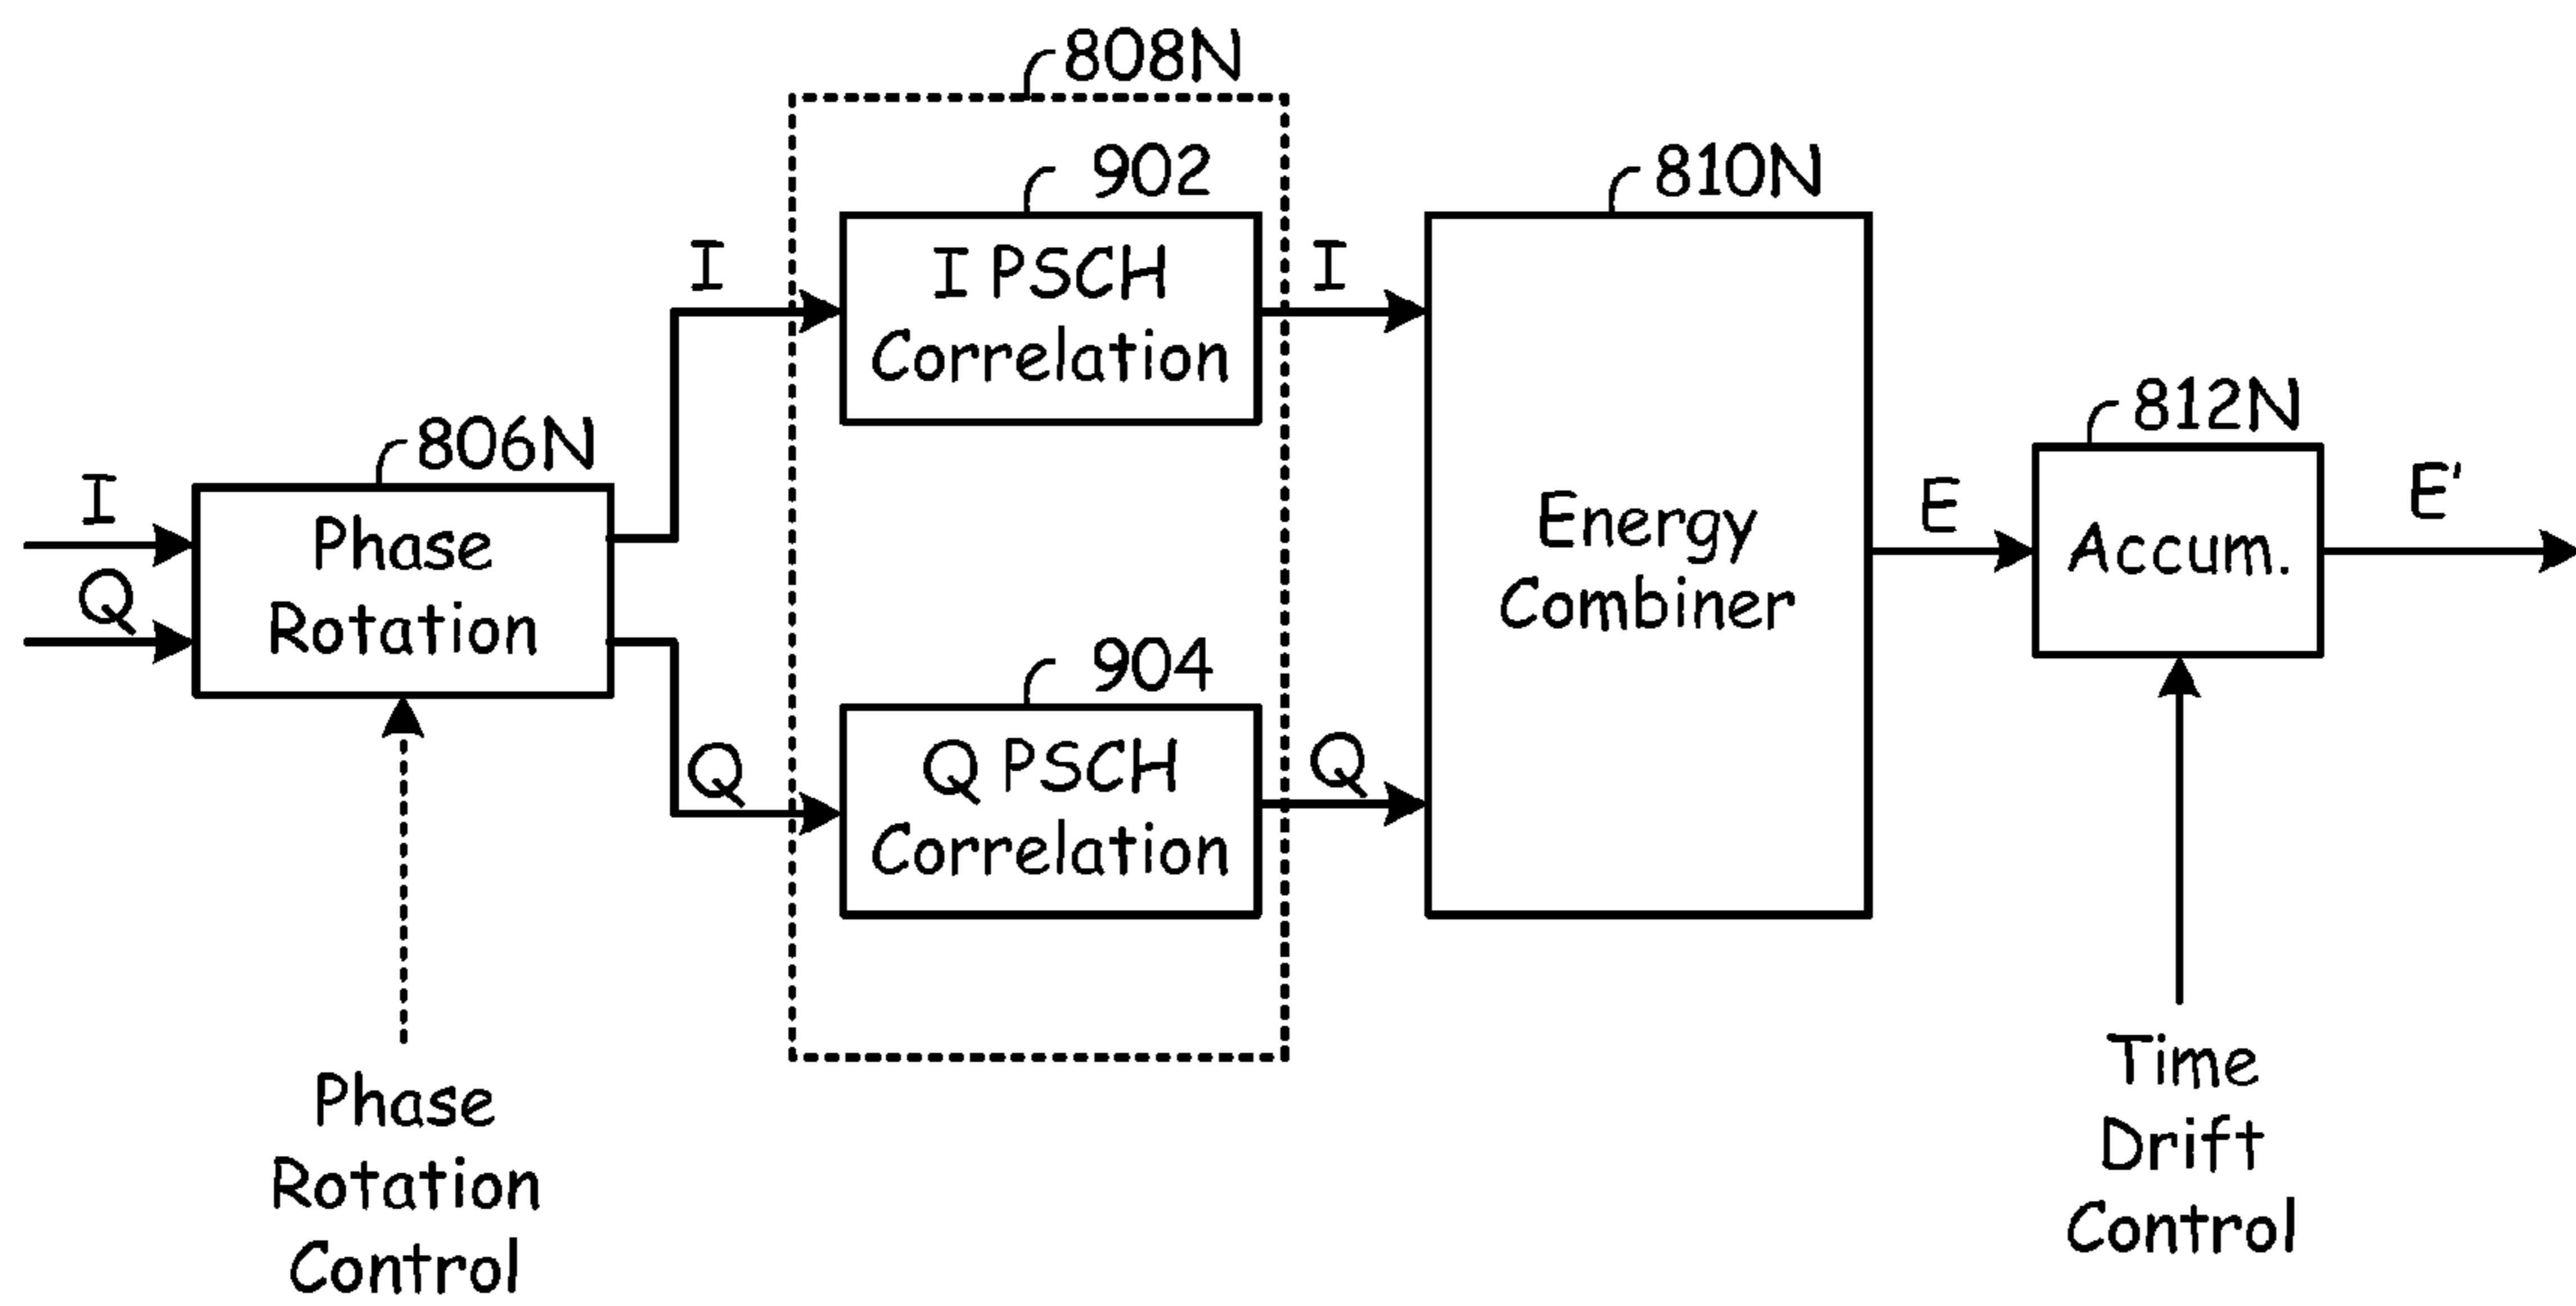 808N
902
I PSCH
Correlation
I
I
810N
Energy
Combiner
806N
I
Q
Phase
Rotation
904
Q PSCH
Correlation
Q
Q
E
812N
Accum.
E'
Phase
Rotation
Control
Time
Drift
Control